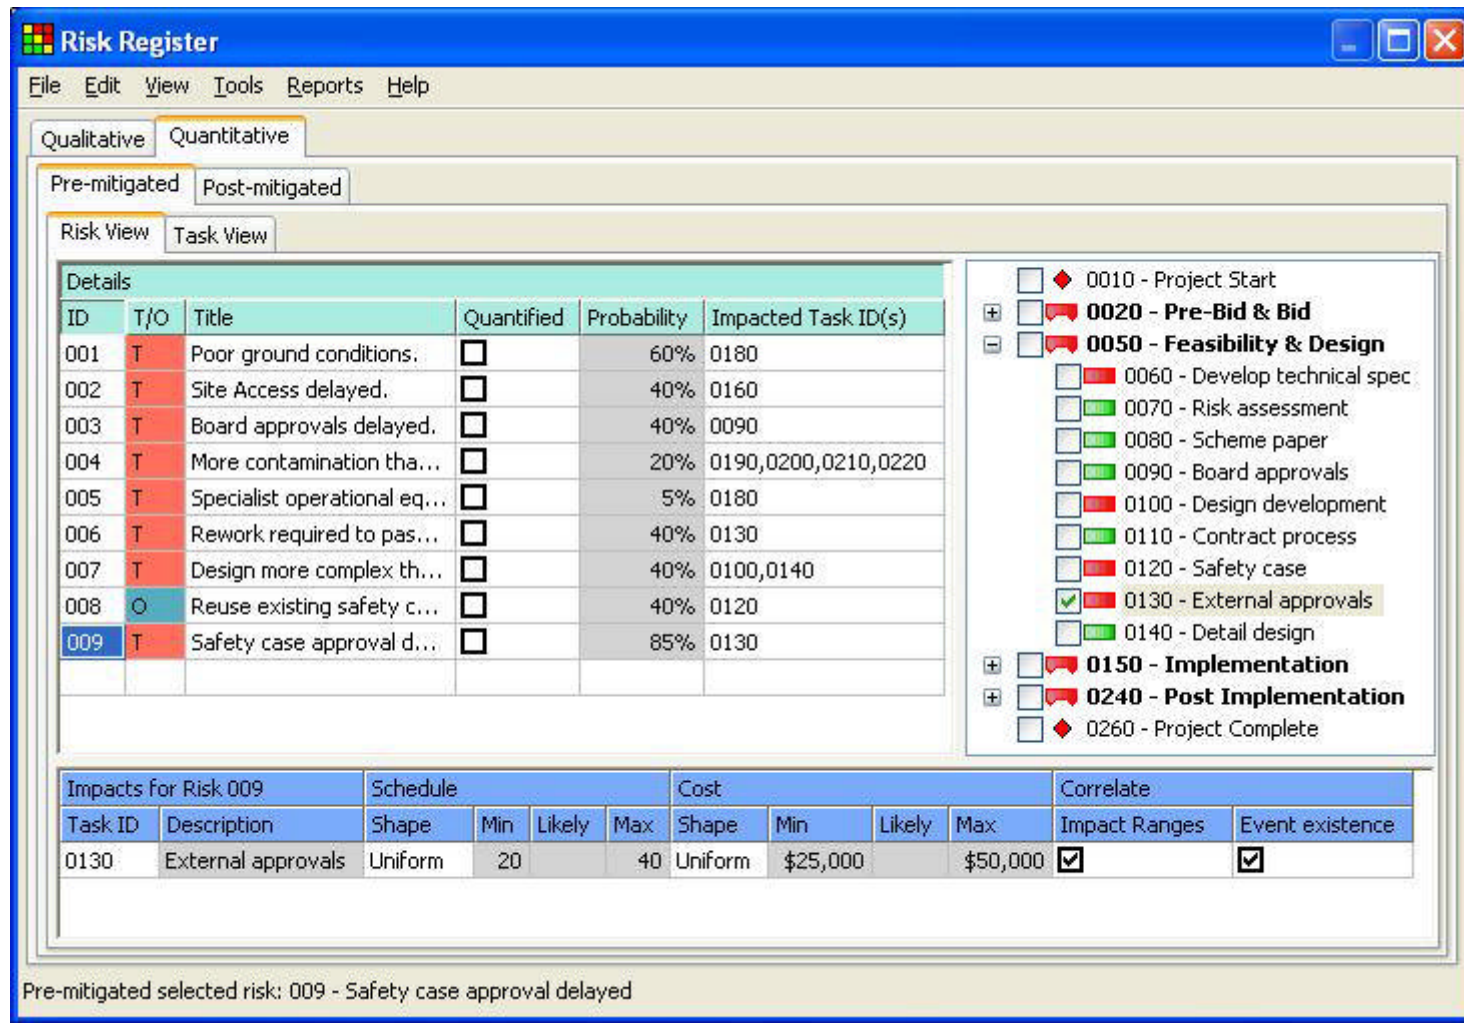 Risk Register
File Edit View Tools Reports Help
Qualitative Quantitative
Pre-mitigated Post-mitigated
Risk View Task View
Details
ID T/O Title Quantified Probability Impacted Task ID(s)
001 T Poor ground conditions. 60% 0180
002 T Site Access delayed. 40% 0160
003 T Board approvals delayed. 40% 0090
004 T More contamination tha... 20% 0190,0200,0210,0220
005 T Specialist operational eq... 5% 0180
006 T Rework required to pas... 40% 0130
007 T Design more complex th... 40% 0100,0140
008 O Reuse existing safety c... 40% 0120
009 T Safety case approval d... 85% 0130
0010 - Project Start
0020 - Pre-Bid & Bid
0050 - Feasibility & Design
0060 - Develop technical spec
0070 - Risk assessment
0080 - Scheme paper
0090 - Board approvals
0100 - Design development
0110 - Contract process
0120 - Safety case
0130 - External approvals
0140 - Detail design
0150 - Implementation
0240 - Post Implementation
0260 - Project Complete
Impacts for Risk 009 Schedule Cost Correlate
Task ID Description Shape Min Likely Max Shape Min Likely Max Impact Ranges Event existence
0130 External approvals Uniform 20 40 Uniform $25,000 $50,000
Pre-mitigated selected risk: 009 - Safety case approval delayed